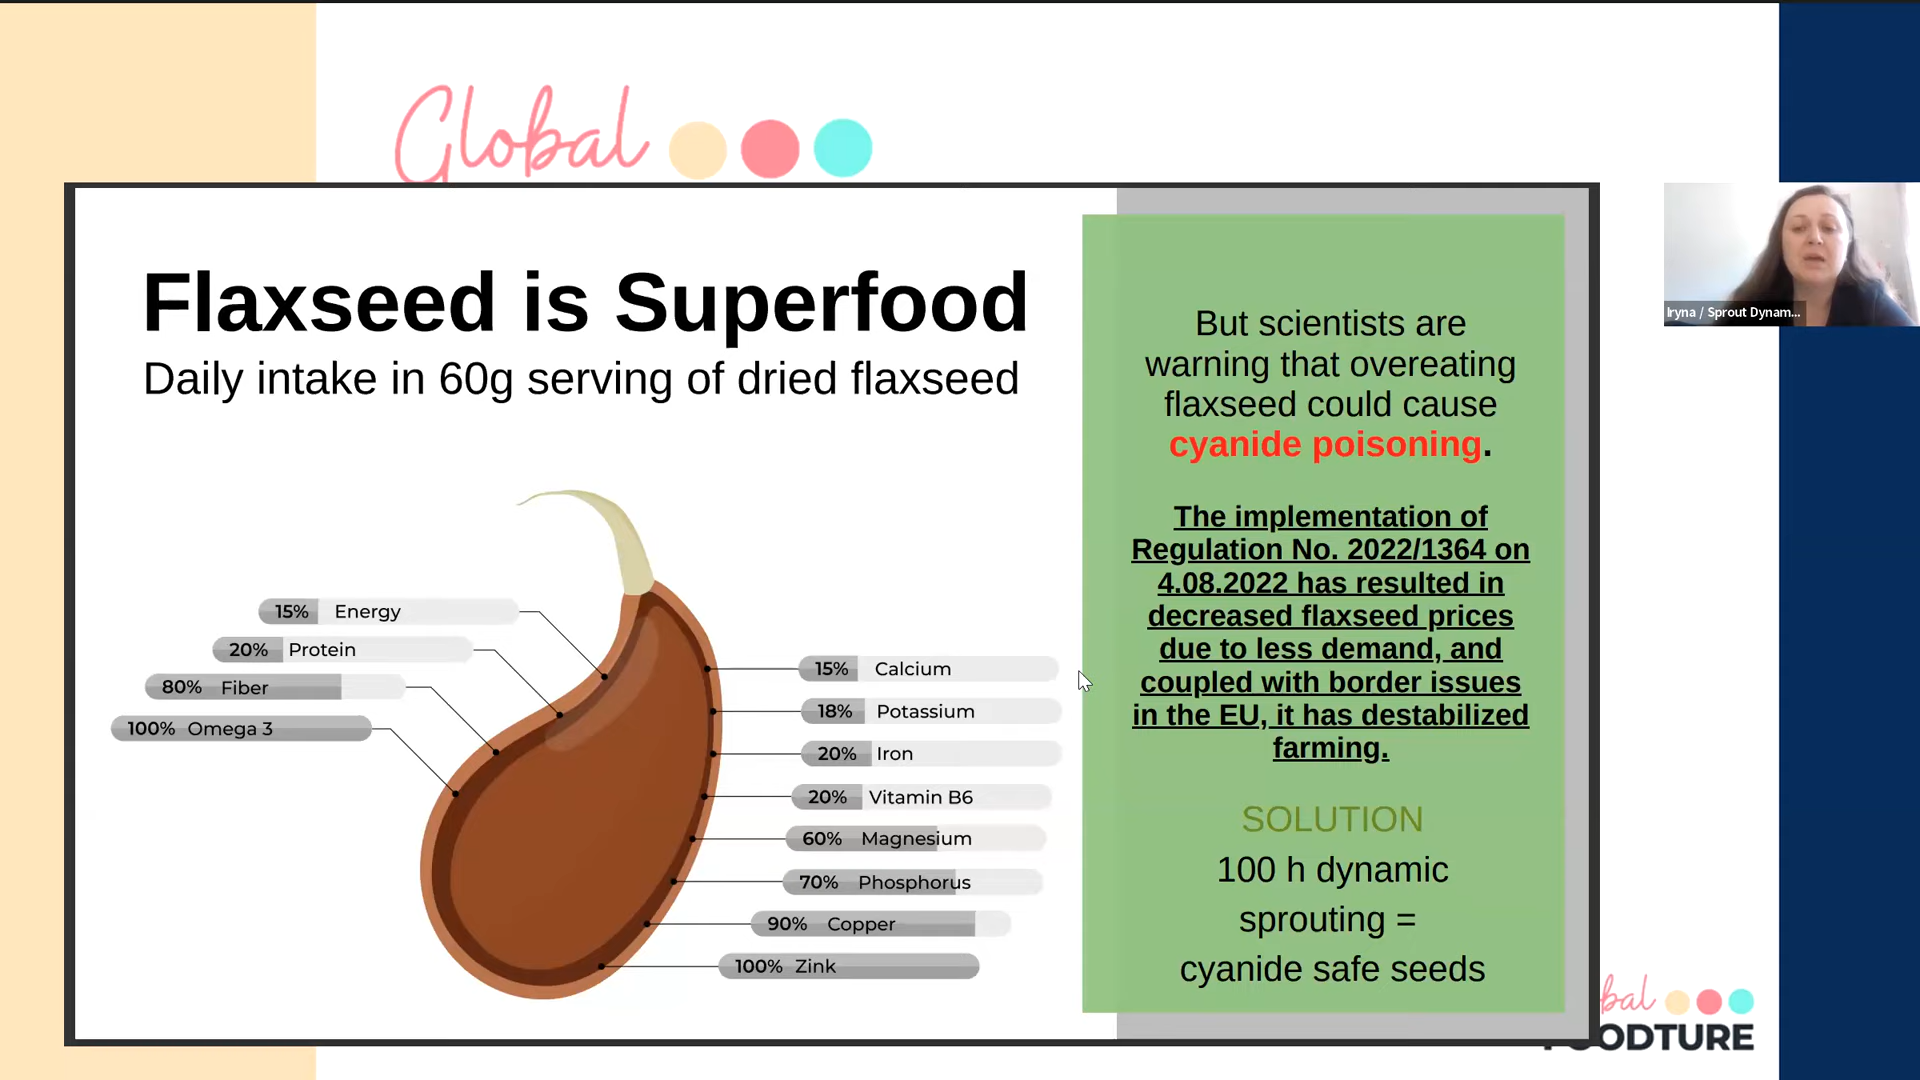 Global
Flaxseed is Superfood
Daily intake in 60g serving of dried flaxseed
15% Energy
20% Protein
80% Fiber
100% Omega 3
15% Calcium
18% Potassium
20% Iron
20% Vitamin B6
60% Magnesium
70% Phosphorus
90% Copper
100% Zink
But scientists are
warning that overeating
flaxseed could cause
cyanide poisoning.
The implementation of
Regulation No. 2022/1364 on
4.08.2022 has resulted in
decreased flaxseed prices
due to less demand, and
coupled with border issues
in the EU, it has destabilized
farming.
SOLUTION
100 h dynamic
sprouting =
cyanide safe seeds
Iryna / Sprout Dynam...
bal
OODTURE